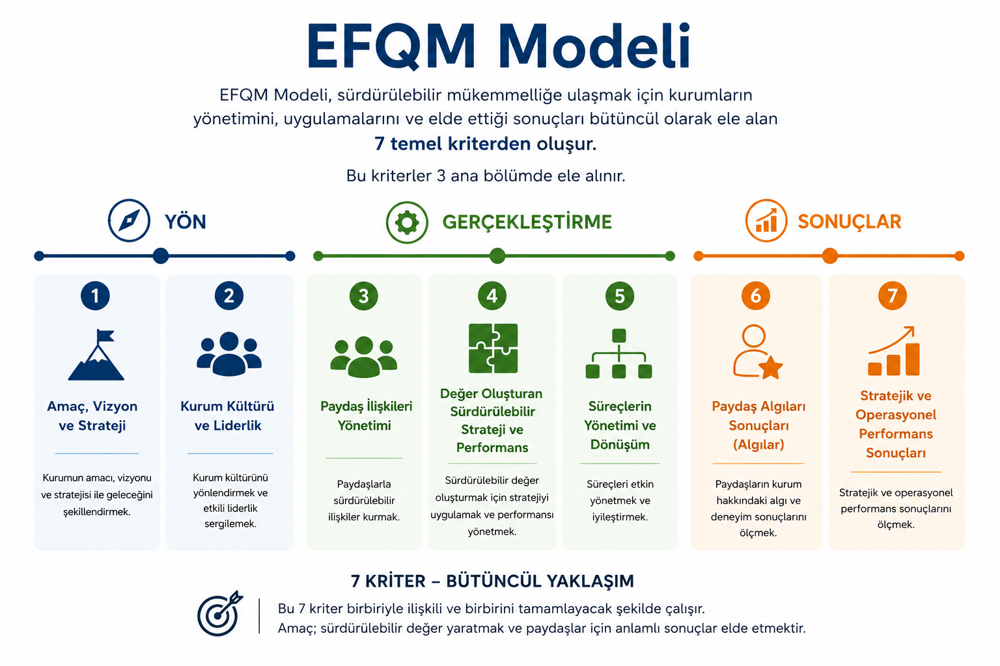 EFQM Modeli
EFQM Modeli, sürdürülebilir mükemmelliğe ulaşmak için kurumların
yönetimini, uygulamalarını ve elde ettiği sonuçları bütüncül olarak ele alan
7 temel kriterden oluşur.
Bu kriterler 3 ana bölümde ele alınır.
YÖN
1
Amaç, Vizyon
ve Strateji
Kurumun amacı, vizyonu
ve stratejisi ile geleceğini
şekillendirmek.
2
Kurum Kültürü
ve Liderlik
Kurum kültürünü
yönlendirmek ve
etkili liderlik
sergilemek.
GERÇEKLEŞTİRME
3
Paydaş İlişkileri
Yönetimi
Paydaşlarla
sürdürülebilir
ilişkiler kurmak.
4
Değer Oluşturan
Sürdürülebilir
Strateji ve
Performans
Sürdürülebilir değer
oluşturmak için stratejiyi
uygulamak ve performansı
yönetmek.
5
Süreçlerin
Yönetimi ve
Dönüşüm
Süreçleri etkin
yönetmek ve
iyileştirmek.
SONUÇLAR
6
Paydaş Algıları
Sonuçları
(Algılar)
Paydaşların kurum
hakkındaki algı ve
deneyim sonuçlarını
ölçmek.
7
Stratejik ve
Operasyonel
Performans
Sonuçları
Stratejik ve operasyonel
performans sonuçlarını
ölçmek.
7 KRİTER – BÜTÜNCÜL YAKLAŞIM
Bu 7 kriter birbiriyle ilişkili ve birbirini tamamlayacak şekilde çalışır.
Amaç; sürdürülebilir değer yaratmak ve paydaşlar için anlamlı sonuçlar elde etmektir.